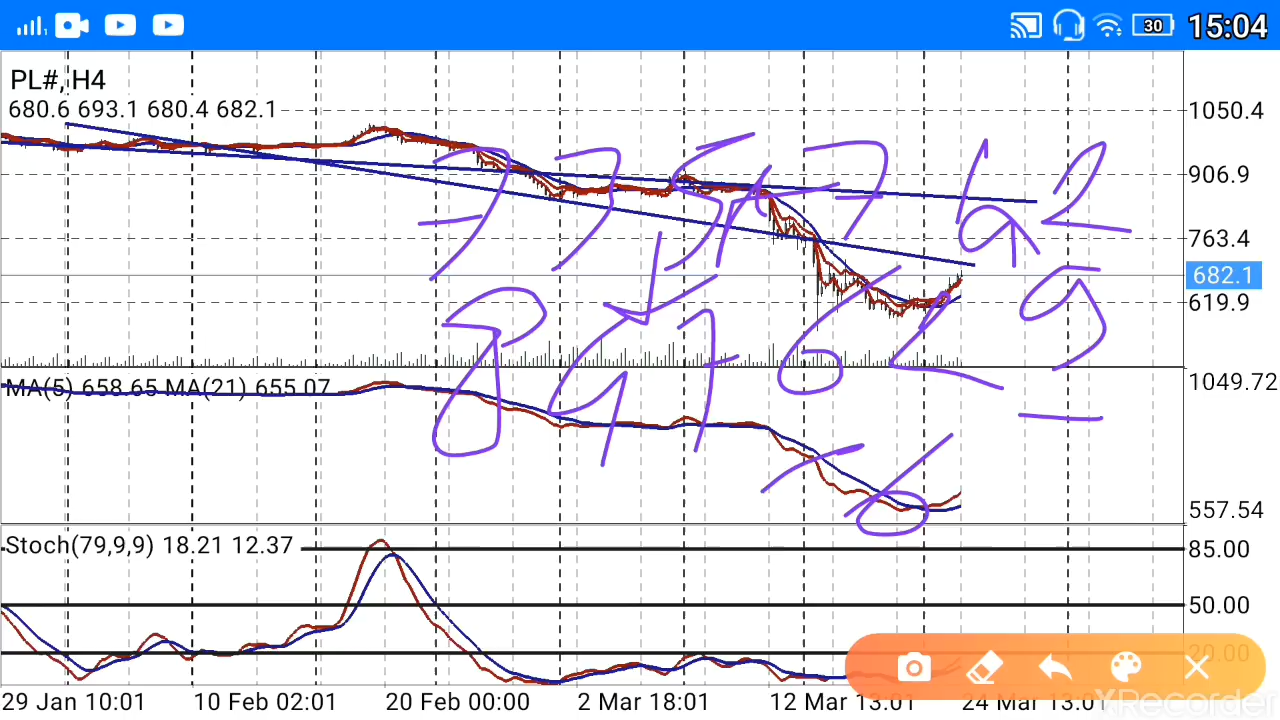 30 15:04
PL#,H4
680.6 693.1 680.4 682.1
1050.4
906.9
763.4
682.1
619.9
MA(5) 658.65 MA(21) 655.07
1049.72
557.54
Stoch(79,9,9) 18.21 12.37
85.00
50.00
20.00
29 Jan 10:01 10 Feb 02:01 20 Feb 00:00 2 Mar 18:01 12 Mar 13:01 24 Mar 13:01
XRecorder